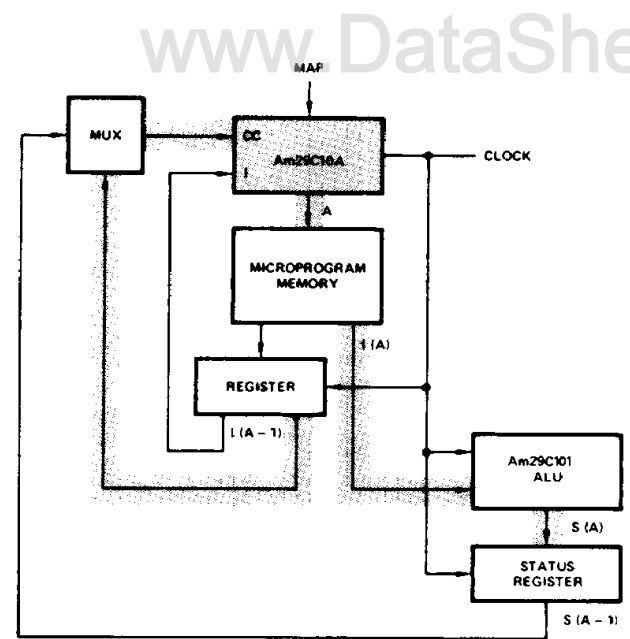 www.DataShe
MAP
MUX
CC
Am29C10A
I
CLOCK
A
MICROPROGRAM
MEMORY
I (A)
REGISTER
I (A – 1)
Am29C101
ALU
S (A)
STATUS
REGISTER
S (A – 1)